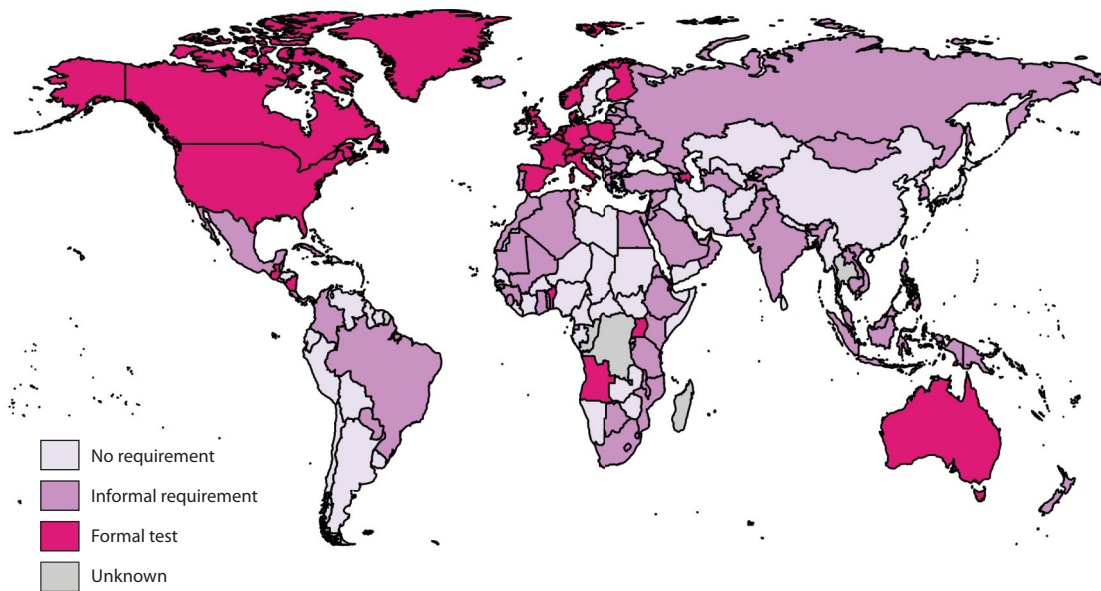 No requirement
Informal requirement
Formal test
Unknown